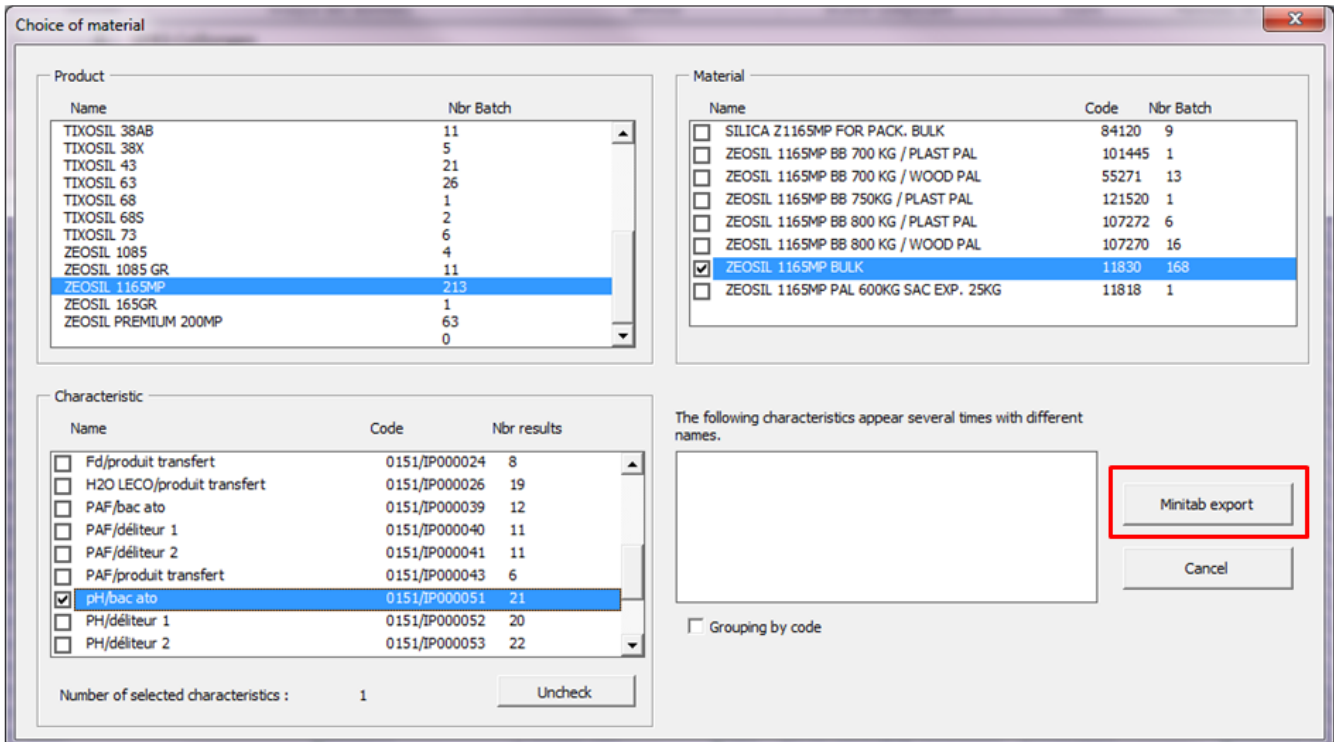 Choice of material
Product
Name Nbr Batch
TIXOSIL 38AB 11
TIXOSIL 38X 5
TIXOSIL 43 21
TIXOSIL 63 26
TIXOSIL 68 1
TIXOSIL 68S 2
TIXOSIL 73 6
ZEOSIL 1085 4
ZEOSIL 1085 GR 11
ZEOSIL 1165MP 213
ZEOSIL 165GR 1
ZEOSIL PREMIUM 200MP 63
0
Material
Name Code Nbr Batch
SILICA Z1165MP FOR PACK. BULK 84120 9
ZEOSIL 1165MP BB 700 KG / PLAST PAL 101445 1
ZEOSIL 1165MP BB 700 KG / WOOD PAL 55271 13
ZEOSIL 1165MP BB 750KG / PLAST PAL 121520 1
ZEOSIL 1165MP BB 800 KG / PLAST PAL 107272 6
ZEOSIL 1165MP BB 800 KG / WOOD PAL 107270 16
ZEOSIL 1165MP BULK 11830 168
ZEOSIL 1165MP PAL 600KG SAC EXP. 25KG 11818 1
Characteristic
Name Code Nbr results
Fd/produit transfert 0151/IP000024 8
H2O LECO/produit transfert 0151/IP000026 19
PAF/bac ato 0151/IP000039 12
PAF/déliteur 1 0151/IP000040 11
PAF/déliteur 2 0151/IP000041 11
PAF/produit transfert 0151/IP000043 6
pH/bac ato 0151/IP000051 21
PH/déliteur 1 0151/IP000052 20
PH/déliteur 2 0151/IP000053 22
Number of selected characteristics : 1
Uncheck
The following characteristics appear several times with different
names.
Minitab export
Cancel
Grouping by code